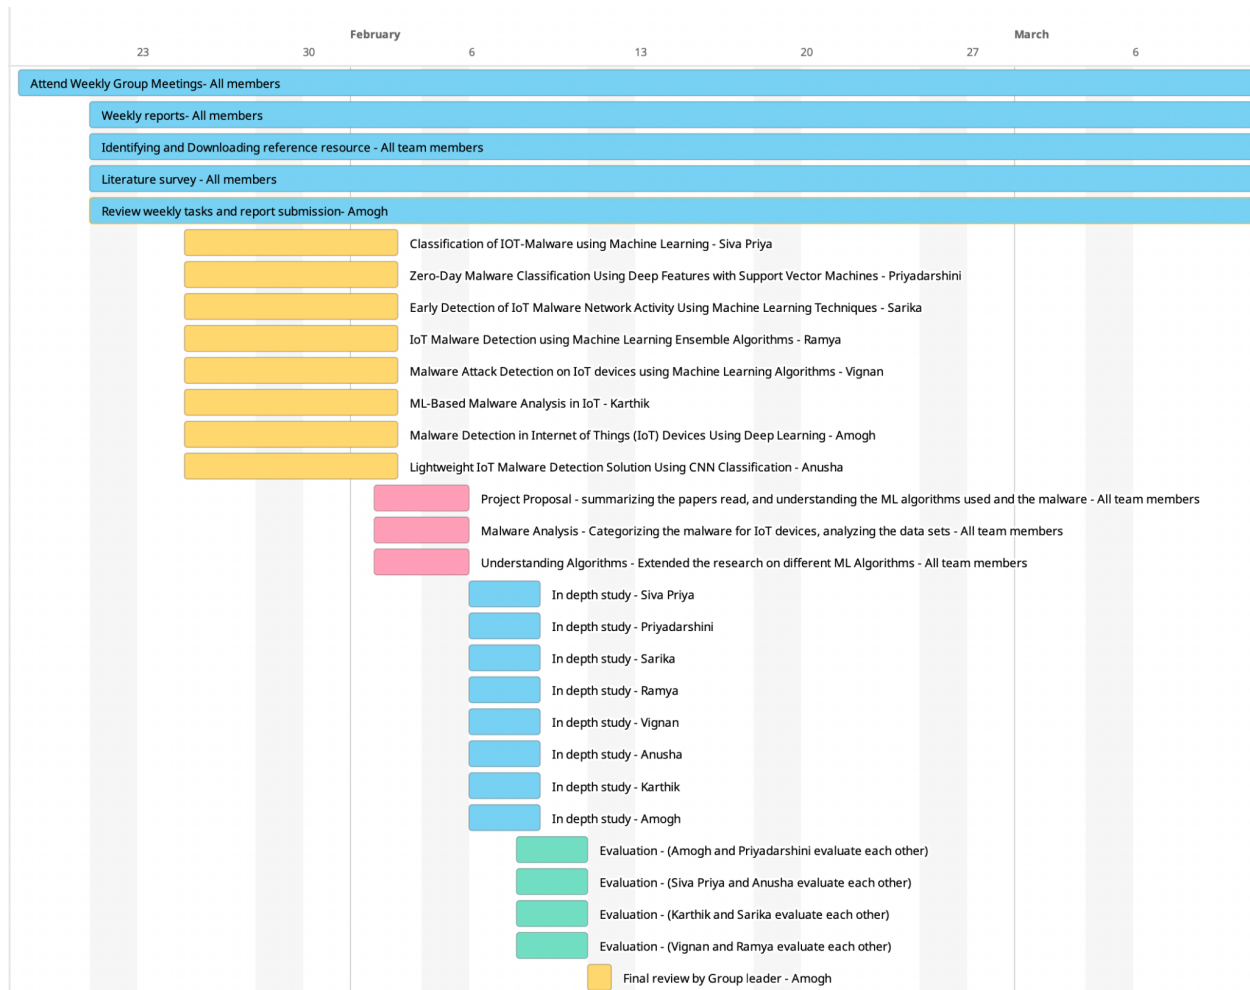 February
March
23 30 6 13 20 27 6
Attend Weekly Group Meetings- All members
Weekly reports- All members
Identifying and Downloading reference resource - All team members
Literature survey - All members
Review weekly tasks and report submission- Amogh
Classification of IOT-Malware using Machine Learning - Siva Priya
Zero-Day Malware Classification Using Deep Features with Support Vector Machines - Priyadarshini
Early Detection of IoT Malware Network Activity Using Machine Learning Techniques - Sarika
IoT Malware Detection using Machine Learning Ensemble Algorithms - Ramya
Malware Attack Detection on IoT devices using Machine Learning Algorithms - Vignan
ML-Based Malware Analysis in IoT - Karthik
Malware Detection in Internet of Things (IoT) Devices Using Deep Learning - Amogh
Lightweight IoT Malware Detection Solution Using CNN Classification - Anusha
Project Proposal - summarizing the papers read, and understanding the ML algorithms used and the malware - All team members
Malware Analysis - Categorizing the malware for IoT devices, analyzing the data sets - All team members
Understanding Algorithms - Extended the research on different ML Algorithms - All team members
In depth study - Siva Priya
In depth study - Priyadarshini
In depth study - Sarika
In depth study - Ramya
In depth study - Vignan
In depth study - Anusha
In depth study - Karthik
In depth study - Amogh
Evaluation - (Amogh and Priyadarshini evaluate each other)
Evaluation - (Siva Priya and Anusha evaluate each other)
Evaluation - (Karthik and Sarika evaluate each other)
Evaluation - (Vignan and Ramya evaluate each other)
Final review by Group leader - Amogh